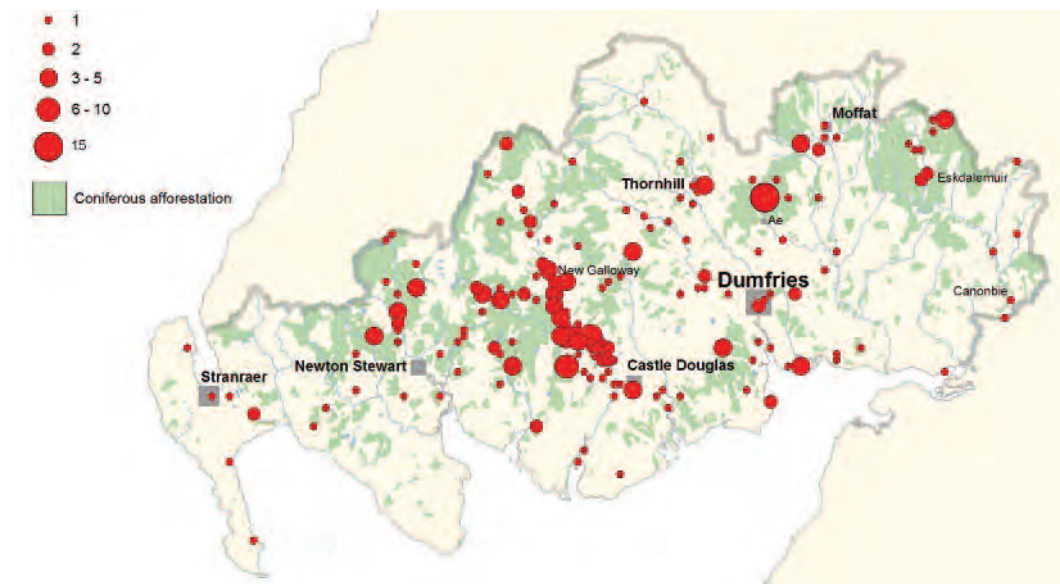 1
2
3 - 5
6 - 10
15
Coniferous afforestation
Moffat
Thornhill
Eskdalemuir
Ae
New Galloway
Dumfries
Canonbie
Newton Stewart
Castle Douglas
Stranraer